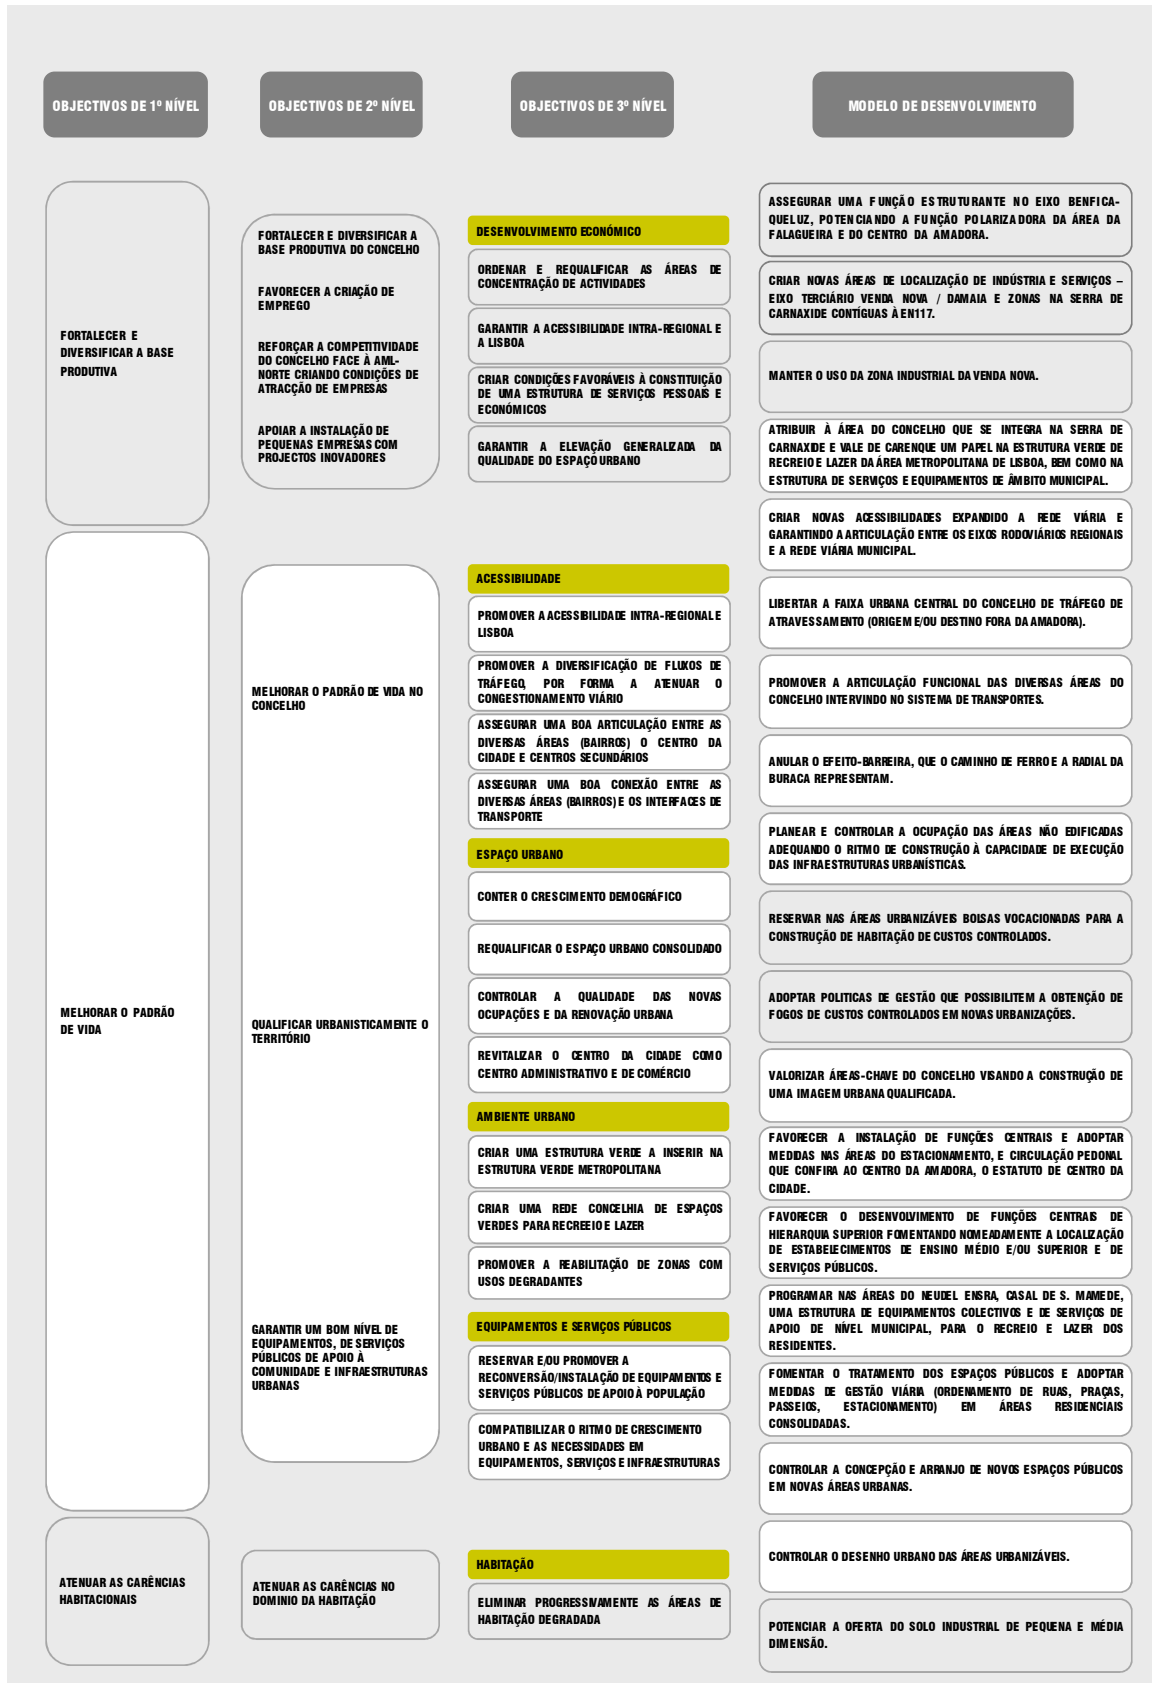 OBJECTIVOS DE 1º NÍVEL
OBJECTIVOS DE 2º NÍVEL
OBJECTIVOS DE 3º NÍVEL
MODELO DE DESENVOLVIMENTO
FORTALECER E
DIVERSIFICAR A BASE
PRODUTIVA
MELHORAR O PADRÃO
DE VIDA
ATENUAR AS CARÊNCIAS
HABITACIONAIS
FORTALECER E DIVERSIFICAR A
BASE PRODUTIVA DO CONCELHO
FAVORECER A CRIAÇÃO DE
EMPREGO
REFORÇAR A COMPETITIVIDADE
DO CONCELHO FACE À AML-
NORTE CRIANDO CONDIÇÕES DE
ATRACÇÃO DE EMPRESAS
APOIAR A INSTALAÇÃO DE
PEQUENAS EMPRESAS COM
PROJECTOS INOVADORES
MELHORAR O PADRÃO DE VIDA NO
CONCELHO
QUALIFICAR URBANISTICAMENTE O
TERRITÓRIO
GARANTIR UM BOM NÍVEL DE
EQUIPAMENTOS, DE SERVIÇOS
PÚBLICOS DE APOIO À
COMUNIDADE E INFRAESTRUTURAS
URBANAS
ATENUAR AS CARÊNCIAS NO
DOMINIO DA HABITAÇÃO
DESENVOLVIMENTO ECONÓMICO
ORDENAR E REQUALIFICAR AS ÁREAS DE
CONCENTRAÇÃO DE ACTIVIDADES
GARANTIR A ACESSIBILIDADE INTRA-REGIONAL E
A LISBOA
CRIAR CONDIÇÕES FAVORÁVEIS À CONSTITUIÇÃO
DE UMA ESTRUTURA DE SERVIÇOS PESSOAIS E
ECONÓMICOS
GARANTIR A ELEVAÇÃO GENERALIZADA DA
QUALIDADE DO ESPAÇO URBANO
ACESSIBILIDADE
PROMOVER A ACESSIBILIDADE INTRA-REGIONAL E
LISBOA
PROMOVER A DIVERSIFICAÇÃO DE FLUXOS DE
TRÁFEGO, POR FORMA A ATENUAR O
CONGESTIONAMENTO VIÁRIO
ASSEGURAR UMA BOA ARTICULAÇÃO ENTRE AS
DIVERSAS ÁREAS (BAIRROS) O CENTRO DA
CIDADE E CENTROS SECUNDÁRIOS
ASSEGURAR UMA BOA CONEXÃO ENTRE AS
DIVERSAS ÁREAS (BAIRROS) E OS INTERFACES DE
TRANSPORTE
ESPAÇO URBANO
CONTER O CRESCIMENTO DEMOGRÁFICO
REQUALIFICAR O ESPAÇO URBANO CONSOLIDADO
CONTROLAR A QUALIDADE DAS NOVAS
OCUPAÇÕES E DA RENOVAÇÃO URBANA
REVITALIZAR O CENTRO DA CIDADE COMO
CENTRO ADMINISTRATIVO E DE COMÉRCIO
AMBIENTE URBANO
CRIAR UMA ESTRUTURA VERDE A INSERIR NA
ESTRUTURA VERDE METROPOLITANA
CRIAR UMA REDE CONCELHIA DE ESPAÇOS
VERDES PARA RECREEIO E LAZER
PROMOVER A REABILITAÇÃO DE ZONAS COM
USOS DEGRADANTES
EQUIPAMENTOS E SERVIÇOS PÚBLICOS
RESERVAR E/OU PROMOVER A
RECONVERSÃO/INSTALAÇÃO DE EQUIPAMENTOS E
SERVIÇOS PÚBLICOS DE APOIO À POPULAÇÃO
COMPATIBILIZAR O RITMO DE CRESCIMENTO
URBANO E AS NECESSIDADES EM
EQUIPAMENTOS, SERVIÇOS E INFRAESTRUTURAS
HABITAÇÃO
ELIMINAR PROGRESSIVAMENTE AS ÁREAS DE
HABITAÇÃO DEGRADADA
ASSEGURAR UMA FUNÇÃO ESTRUTURANTE NO EIXO BENFICA-
QUELUZ, POTENCIANDO A FUNÇÃO POLARIZADORA DA ÁREA DA
FALAGUEIRA E DO CENTRO DA AMADORA.
CRIAR NOVAS ÁREAS DE LOCALIZAÇÃO DE INDÚSTRIA E SERVIÇOS –
EIXO TERCIÁRIO VENDA NOVA / DAMAIA E ZONAS NA SERRA DE
CARNAXIDE CONTÍGUAS À EN117.
MANTER O USO DA ZONA INDUSTRIAL DA VENDA NOVA.
ATRIBUIR À ÁREA DO CONCELHO QUE SE INTEGRA NA SERRA DE
CARNAXIDE E VALE DE CARENQUE UM PAPEL NA ESTRUTURA VERDE DE
RECREIO E LAZER DA ÁREA METROPOLITANA DE LISBOA, BEM COMO NA
ESTRUTURA DE SERVIÇOS E EQUIPAMENTOS DE ÂMBITO MUNICIPAL.
CRIAR NOVAS ACESSIBILIDADES EXPANDIDO A REDE VIÁRIA E
GARANTINDO A ARTICULAÇÃO ENTRE OS EIXOS RODOVIÁRIOS REGIONAIS
E A REDE VIÁRIA MUNICIPAL.
LIBERTAR A FAIXA URBANA CENTRAL DO CONCELHO DE TRÁFEGO DE
ATRAVESSAMENTO (ORIGEM E/OU DESTINO FORA DA AMADORA).
PROMOVER A ARTICULAÇÃO FUNCIONAL DAS DIVERSAS ÁREAS DO
CONCELHO INTERVINDO NO SISTEMA DE TRANSPORTES.
ANULAR O EFEITO-BARREIRA, QUE O CAMINHO DE FERRO E A RADIAL DA
BURACA REPRESENTAM.
PLANEAR E CONTROLAR A OCUPAÇÃO DAS ÁREAS NÃO EDIFICADAS
ADEQUANDO O RITMO DE CONSTRUÇÃO À CAPACIDADE DE EXECUÇÃO
DAS INFRAESTRUTURAS URBANÍSTICAS.
RESERVAR NAS ÁREAS URBANIZÁVEIS BOLSAS VOCACIONADAS PARA A
CONSTRUÇÃO DE HABITAÇÃO DE CUSTOS CONTROLADOS.
ADOPTAR POLITICAS DE GESTÃO QUE POSSIBILITEM A OBTENÇÃO DE
FOGOS DE CUSTOS CONTROLADOS EM NOVAS URBANIZAÇÕES.
VALORIZAR ÁREAS-CHAVE DO CONCELHO VISANDO A CONSTRUÇÃO DE
UMA IMAGEM URBANA QUALIFICADA.
FAVORECER A INSTALAÇÃO DE FUNÇÕES CENTRAIS E ADOPTAR
MEDIDAS NAS ÁREAS DO ESTACIONAMENTO, E CIRCULAÇÃO PEDONAL
QUE CONFIRA AO CENTRO DA AMADORA, O ESTATUTO DE CENTRO DA
CIDADE.
FAVORECER O DESENVOLVIMENTO DE FUNÇÕES CENTRAIS DE
HIERARQUIA SUPERIOR FOMENTANDO NOMEADAMENTE A LOCALIZAÇÃO
DE ESTABELECIMENTOS DE ENSINO MÉDIO E/OU SUPERIOR E DE
SERVIÇOS PÚBLICOS.
PROGRAMAR NAS ÁREAS DO NEUDEL ENSRA, CASAL DE S. MAMEDE,
UMA ESTRUTURA DE EQUIPAMENTOS COLECTIVOS E DE SERVIÇOS DE
APOIO DE NÍVEL MUNICIPAL, PARA O RECREIO E LAZER DOS
RESIDENTES.
FOMENTAR O TRATAMENTO DOS ESPAÇOS PÚBLICOS E ADOPTAR
MEDIDAS DE GESTÃO VIÁRIA (ORDENAMENTO DE RUAS, PRAÇAS,
PASSEIOS, ESTACIONAMENTO) EM ÁREAS RESIDENCIAIS
CONSOLIDADAS.
CONTROLAR A CONCEPÇÃO E ARRANJO DE NOVOS ESPAÇOS PÚBLICOS
EM NOVAS ÁREAS URBANAS.
CONTROLAR O DESENHO URBANO DAS ÁREAS URBANIZÁVEIS.
POTENCIAR A OFERTA DO SOLO INDUSTRIAL DE PEQUENA E MÉDIA
DIMENSÃO.